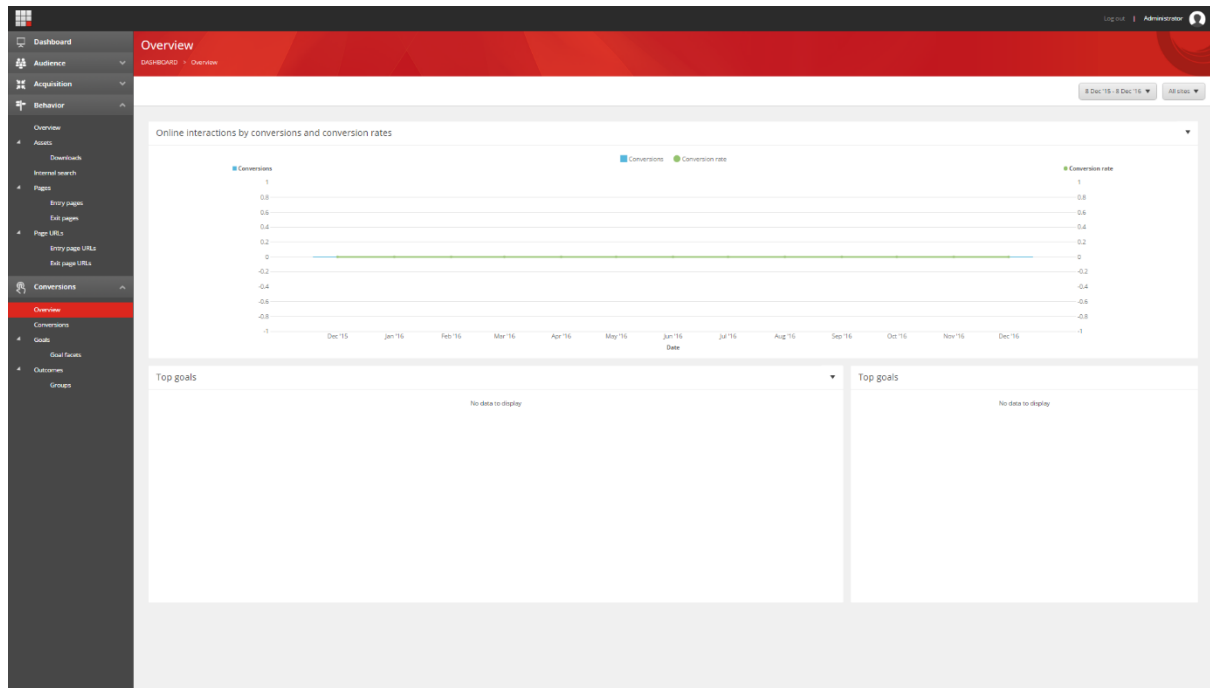 Log out | Administrator
Dashboard
Audience
Acquisition
Behavior
Overview
Assets
Downloads
Internal search
Pages
Entry pages
Exit pages
Page URLs
Entry page URLs
Exit page URLs
Conversions
Overview
Conversions
Goals
Goal facets
Outcomes
Groups
Overview
DASHBOARD > Overview
8 Dec '15 - 8 Dec '16
All sites
Online interactions by conversions and conversion rates
Conversions Conversion rate
Conversions Conversion rate
1 1
0.8 0.8
0.6 0.6
0.4 0.4
0.2 0.2
0 0
-0.2 -0.2
-0.4 -0.4
-0.6 -0.6
-0.8 -0.8
-1 -1
Dec '15 Jan '16 Feb '16 Mar '16 Apr '16 May '16 Jun '16 Jul '16 Aug '16 Sep '16 Oct '16 Nov '16 Dec '16
Date
Top goals
No data to display
Top goals
No data to display